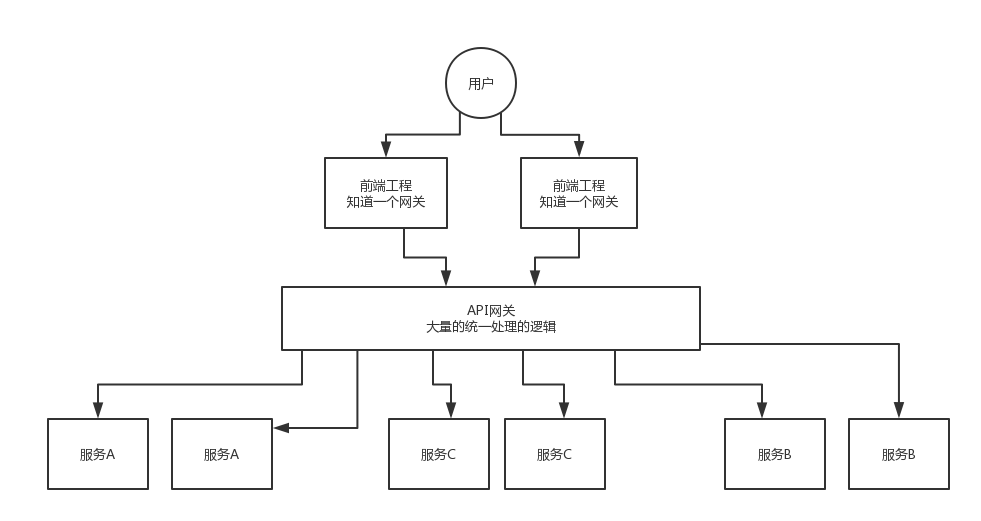 用户
前端工程
知道一个网关
前端工程
知道一个网关
API网关
大量的统一处理的逻辑
服务A
服务A
服务C
服务C
服务B
服务B